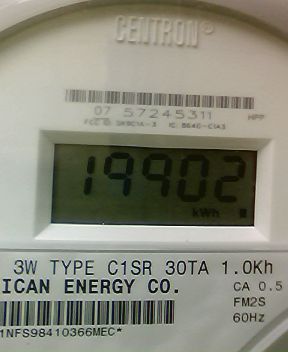 CENTRON®
07 57245311 HPP
19902
kWh
3W TYPE C1SR 30TA 1.0Kh
ICAN ENERGY CO. CA 0.5
FM2S
1NFS98410366MEC* 60Hz